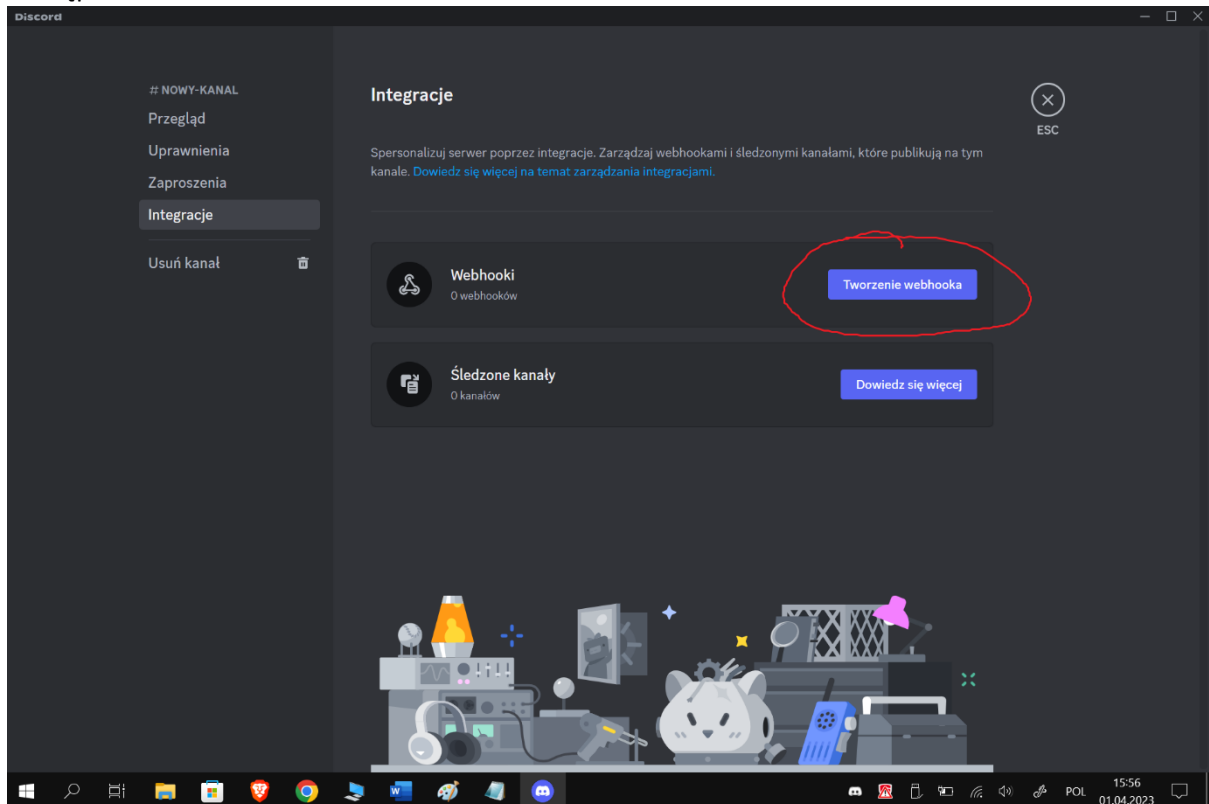 Discord
# NOWY-KANAL
Przegląd
Uprawnienia
Zaproszenia
Integracje
Usuń kanał
Integracje
Spersonalizuj serwer poprzez integracje. Zarządzaj webhookami i śledzonymi kanałami, które publikują na tym
kanale. Dowiedz się więcej na temat zarządzania integracjami.
ESC
Webhooki
0 webhooków
Tworzenie webhooka
Śledzone kanały
0 kanałów
Dowiedz się więcej
POL
15:56
01.04.2023